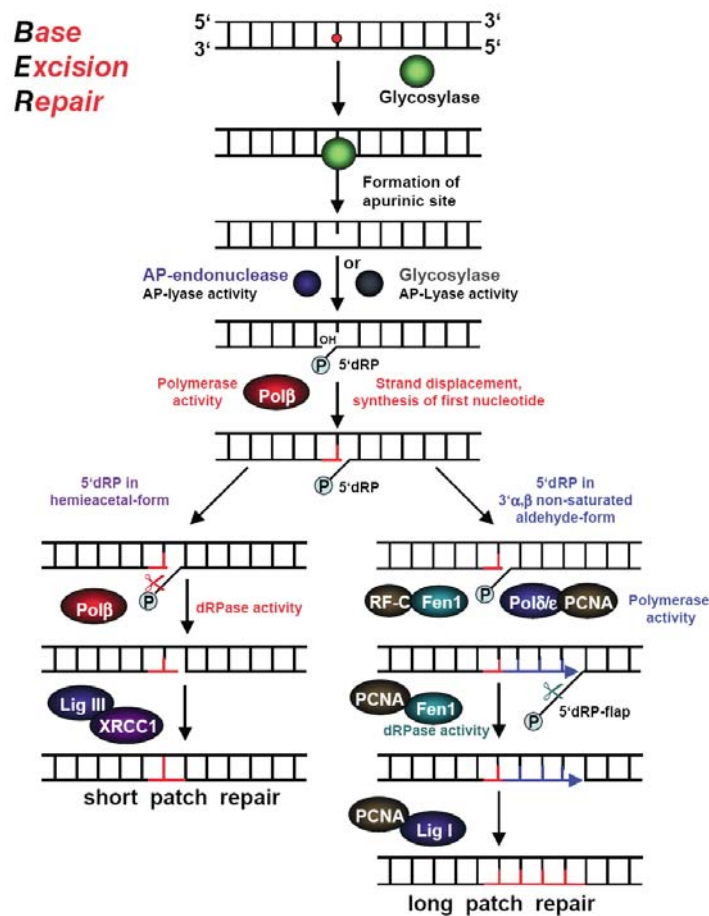 Base
Excision
Repair
5‘ 3‘
3‘ 5‘
Glycosylase
Formation of
apurinic site
or
AP-endonuclease
AP-lyase activity
Glycosylase
AP-Lyase activity
OH
P 5‘dRP
Polymerase
activity
Polβ
Strand displacement,
synthesis of first nucleotide
P 5‘dRP
5‘dRP in
hemieacetal-form
5‘dRP in
3‘α,β non-saturated
aldehyde-form
P
Polβ
dRPase activity
Lig III
XRCC1
short patch repair
P
RF-C Fen1
Polδ/ε PCNA
Polymerase
activity
PCNA Fen1
dRPase activity
P 5‘dRP-flap
PCNA
Lig I
long patch repair